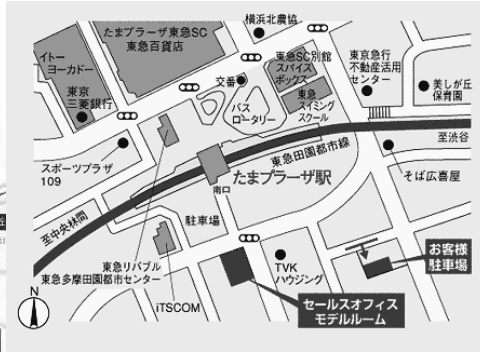 横浜北農協
たまプラーザ東急SC
東急百貨店
イトー
ヨーカドー
東急SC別館
スパイス
ボックス
東京急行
不動産活用
センター
美しが丘
保育園
交番
東京
三菱銀行
バス
ロータリー
東急
スイミング
スクール
至渋谷
東急田園都市線
スポーツプラザ
109
たまプラーザ駅
そば広喜屋
南口
駐車場
至中央林間
東急リバブル
東急多摩田園都市センター
iTSCOM
TVK
ハウジング
お客様
駐車場
セールスオフィス
モデルルーム
N